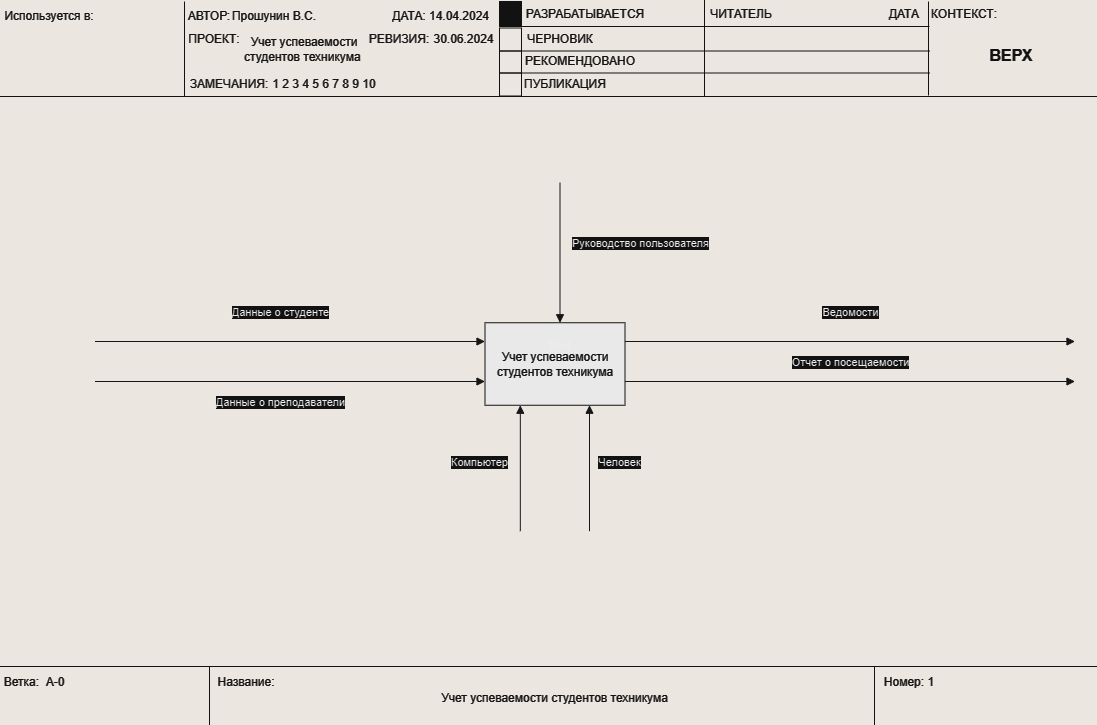 Используется в:
АВТОР: Прошунин В.С.
ДАТА: 14.04.2024
ПРОЕКТ:
Учет успеваемости
студентов техникума
РЕВИЗИЯ: 30.06.2024
ЗАМЕЧАНИЯ: 1 2 3 4 5 6 7 8 9 10
РАЗРАБАТЫВАЕТСЯ
ЧЕРНОВИК
РЕКОМЕНДОВАНО
ПУБЛИКАЦИЯ
ЧИТАТЕЛЬ
ДАТА
КОНТЕКСТ:
ВЕРХ
Руководство пользователя
Данные о студенте
Ведомости
Учет успеваемости
студентов техникума
Отчет о посещаемости
Данные о преподаватели
Компьютер
Человек
Ветка: А-0
Название:
Учет успеваемости студентов техникума
Номер: 1